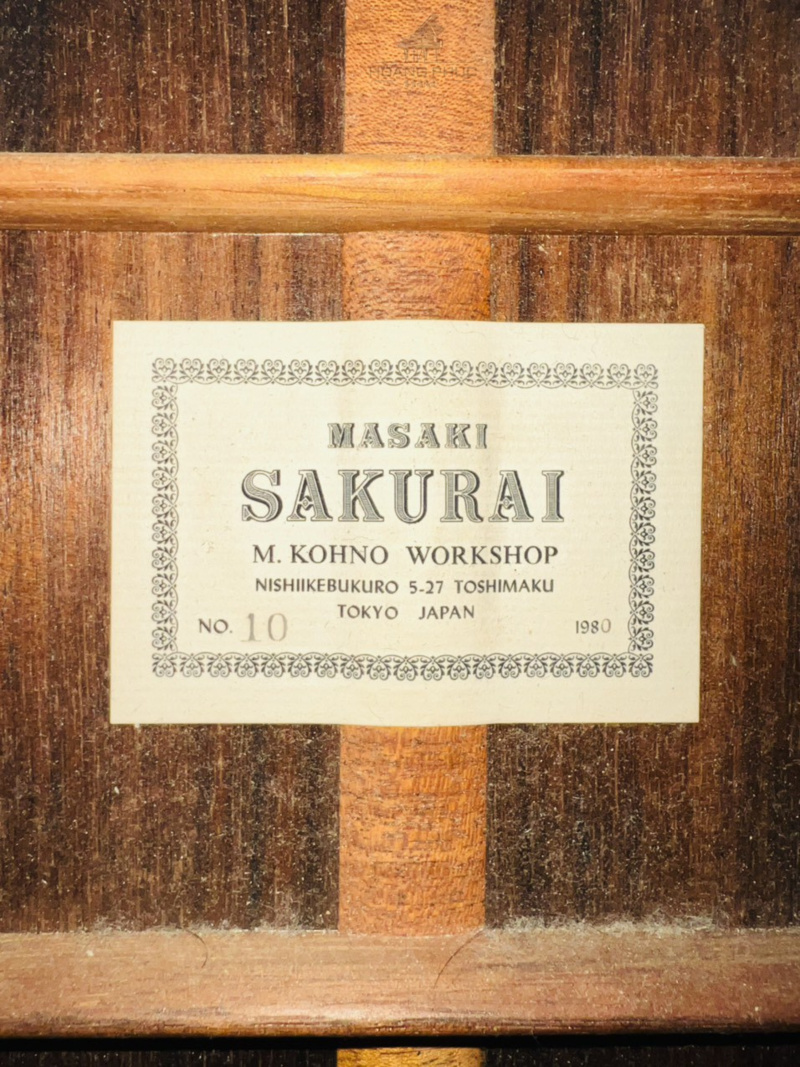 MASAKI
SAKURAI
M. KOHNO WORKSHOP
NISHIIKEBUKURO 5-27 TOSHIMAKU
TOKYO JAPAN
NO. 10 1980